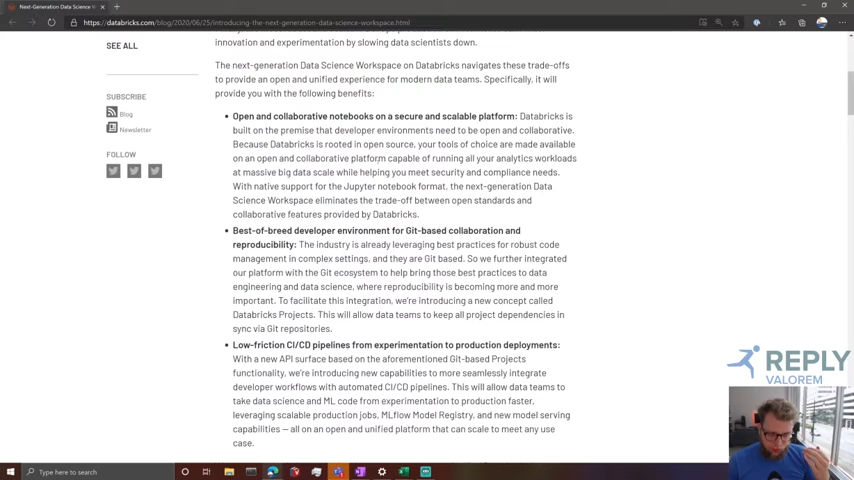 Next-Generation Data Science W
https://databricks.com/blog/2020/06/25/introducing-the-next-generation-data-science-workspace.html
SEE ALL
innovation and experimentation by slowing data scientists down.
The next-generation Data Science Workspace on Databricks navigates these trade-offs
to provide an open and unified experience for modern data teams. Specifically, it will
provide you with the following benefits:
SUBSCRIBE
Blog
Newsletter
FOLLOW
• Open and collaborative notebooks on a secure and scalable platform: Databricks is
built on the premise that developer environments need to be open and collaborative.
Because Databricks is rooted in open source, your tools of choice are made available
on an open and collaborative platform capable of running all your analytics workloads
at massive big data scale while helping you meet security and compliance needs.
With native support for the Jupyter notebook format, the next-generation Data
Science Workspace eliminates the trade-off between open standards and
collaborative features provided by Databricks.
• Best-of-breed developer environment for Git-based collaboration and
reproducibility: The industry is already leveraging best practices for robust code
management in complex settings, and they are Git based. So we further integrated
our platform with the Git ecosystem to help bring those best practices to data
engineering and data science, where reproducibility is becoming more and more
important. To facilitate this integration, we're introducing a new concept called
Databricks Projects. This will allow data teams to keep all project dependencies in
sync via Git repositories.
• Low-friction CI/CD pipelines from experimentation to production deployments:
With a new API surface based on the aforementioned Git-based Projects
functionality, we're introducing new capabilities to more seamlessly integrate
developer workflows with automated CI/CD pipelines. This will allow data teams to
take data science and ML code from experimentation to production faster,
leveraging scalable production jobs, MLflow Model Registry, and new model serving
capabilities — all on an open and unified platform that can scale to meet any use
case.
REPLY
VALOREM
Type here to search